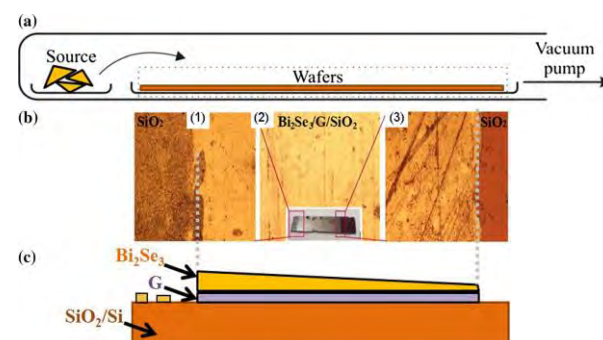 (a)
Source
Wafers
Vacuum
pump
(b)
SiO₂
(1)
(2)
Bi₂Se₃/G/SiO₂
(3)
SiO₂
(c)
Bi₂Se₃
G
SiO₂/Si